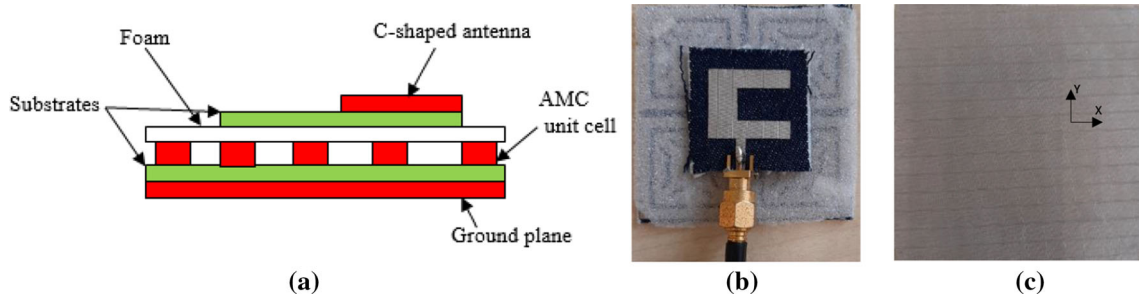 C-shaped antenna
Foam
Substrates
AMC
unit cell
Ground plane
Y
X
(a)
(b)
(c)